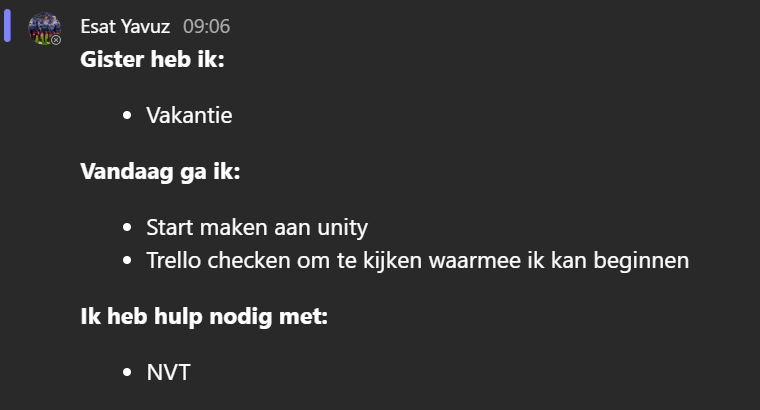 Esat Yavuz 09:06
Gister heb ik:
• Vakantie
Vandaag ga ik:
• Start maken aan unity
• Trello checken om te kijken waarmee ik kan beginnen
Ik heb hulp nodig met:
• NVT